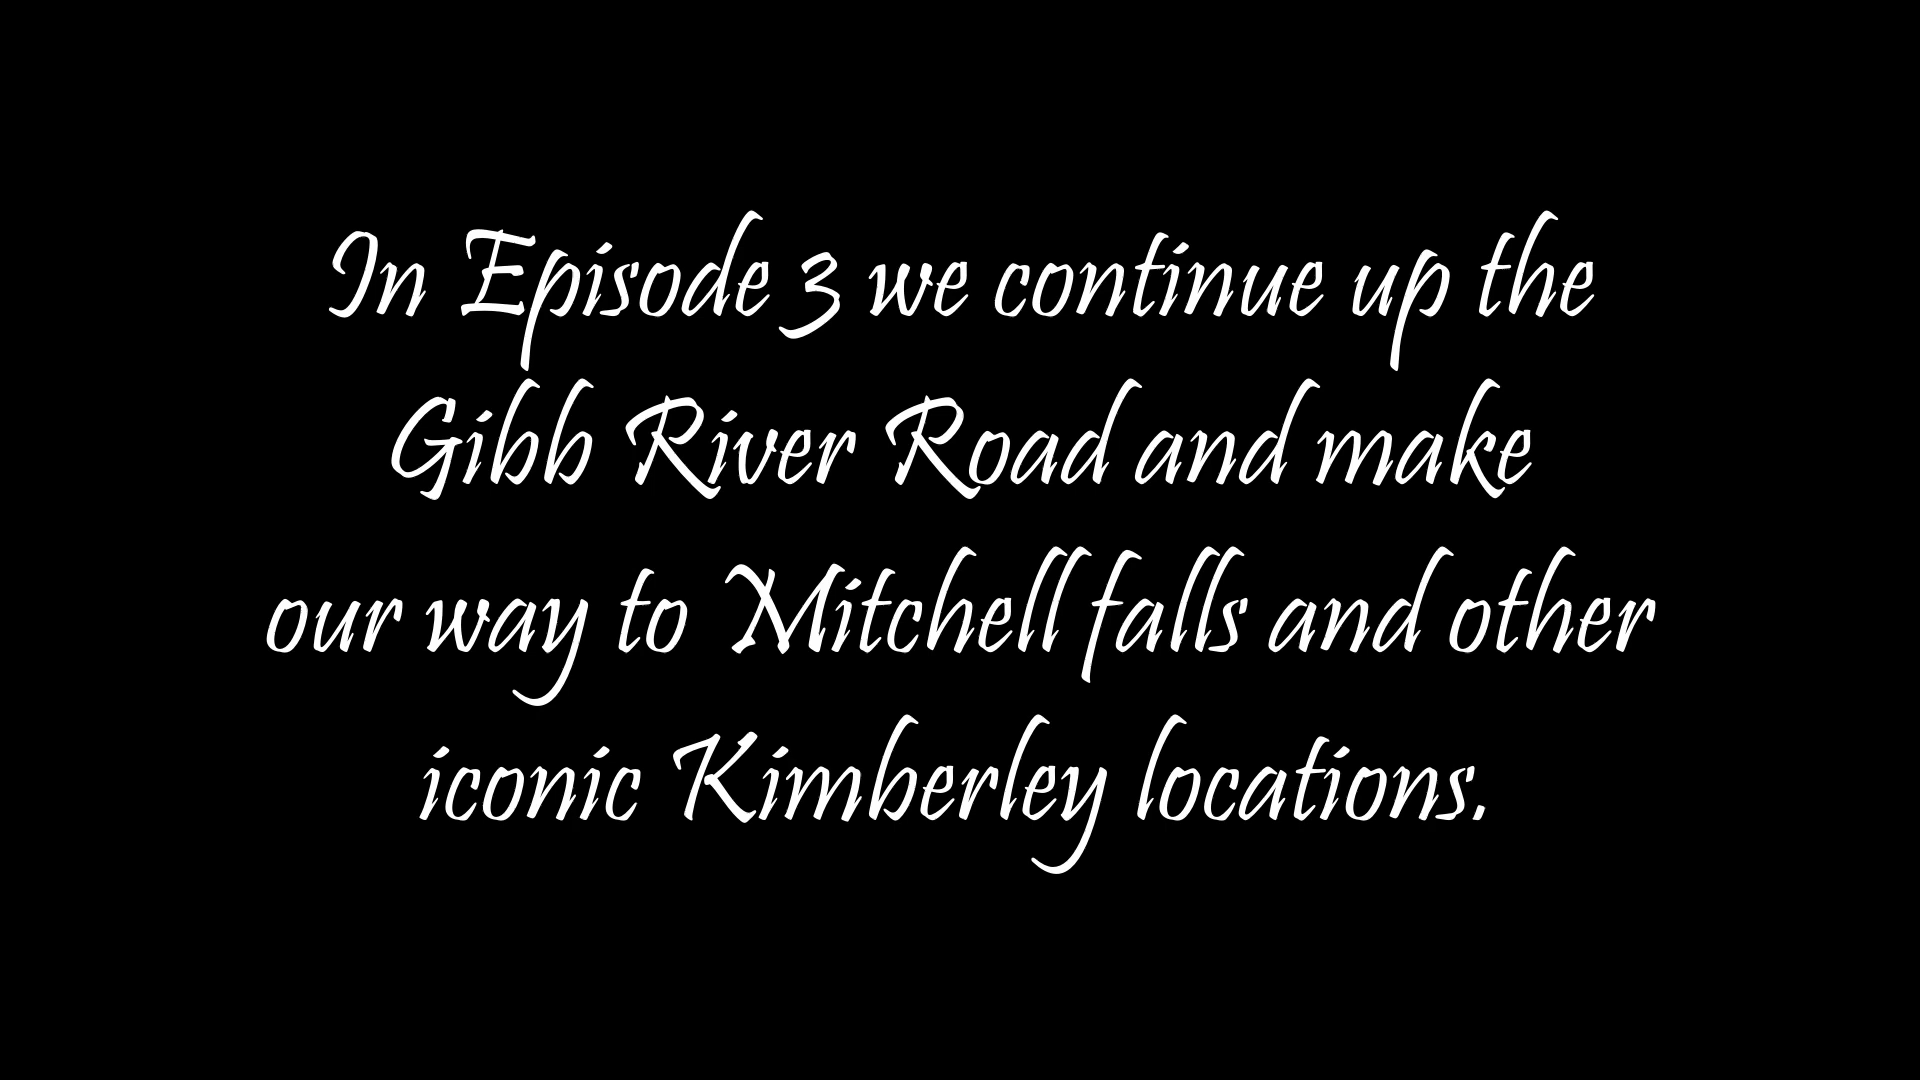 In Episode 3 we continue up the
Gibb River Road and make
our way to Mitchell falls and other
iconic Kimberley locations.